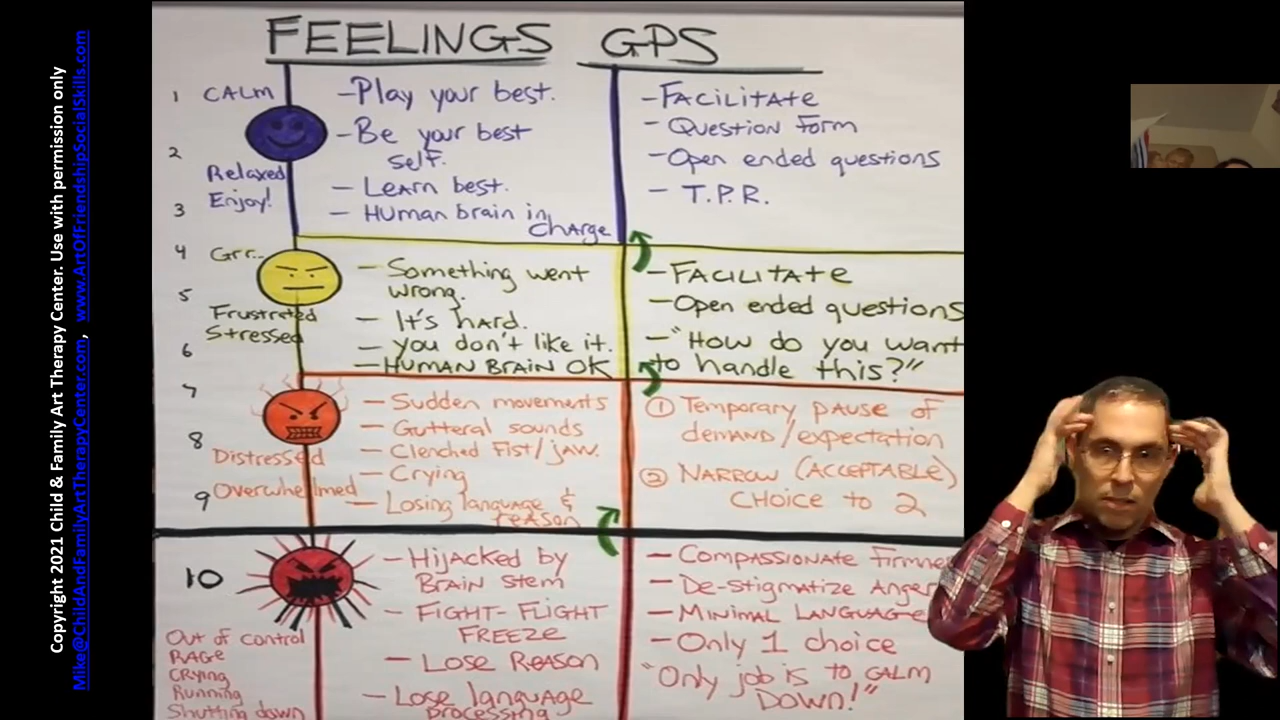 Copyright 2021 Child & Family Art Therapy Center. Use with permission only
Mike@ChildAndFamilyArtTherapyCenter.com, www.ArtOfFriendshipSocialSkills.com
FEELINGS GPS
1 CALM
2
Relaxed
Enjoy!
3
-Play your best.
-Be your best
self.
- Learn best.
- Human brain in
charge
-FACILITATE
-Question form
-Open ended questions
- T.P.R.
4 Grr...
5
Frustrated
Stressed
6
- Something went
wrong.
- It's hard.
- you don't like it.
-HUMAN BRAIN OK
-FACILITATE
-Open ended questions
-"How do you want
to handle this?"
7
8
Distressed
9 Overwhelmed
- Sudden movements
- Gutteral sounds
- Clenched Fist/jaw.
- Crying
- Losing language &
reason
① Temporary pause of
demand/expectation
② NARROW (ACCEPTABLE)
CHOICE to 2
10
Out of control
RAGE
CRYING
Running
Shutting down
- Hijacked by
BRAIN stem
- FIGHT-FLIGHT
FREEZE
- Lose Reason
- Lose language
processing
- Compassionate Firmne
- De-stigmatize Anger
- MINIMAL LANGUAGE
- Only 1 choice
"Only job is to CALM
DOWN!"